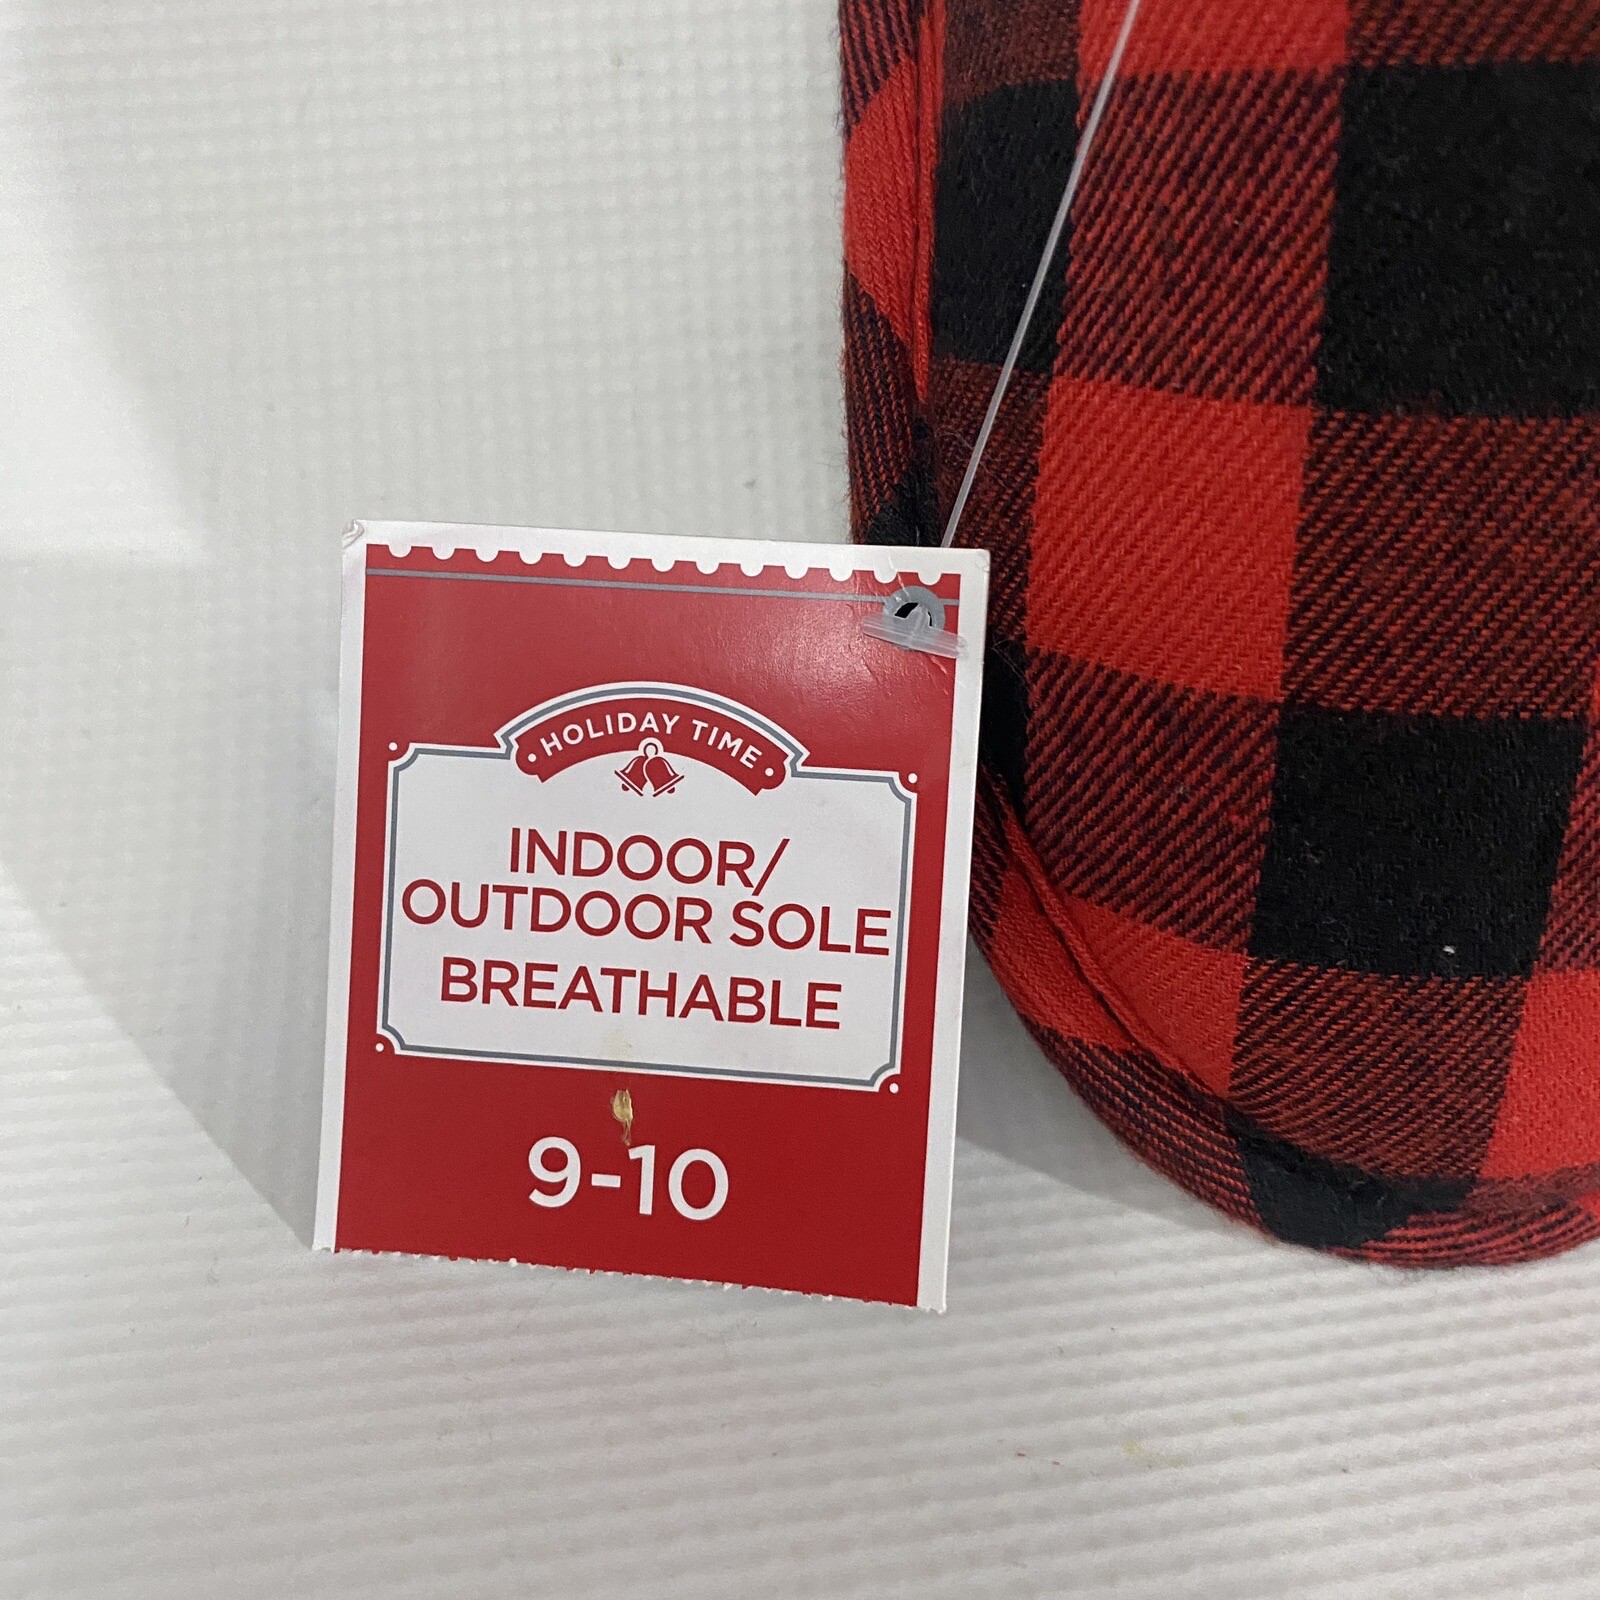 HOLIDAY TIME
INDOOR/
OUTDOOR SOLE
BREATHABLE
9-10